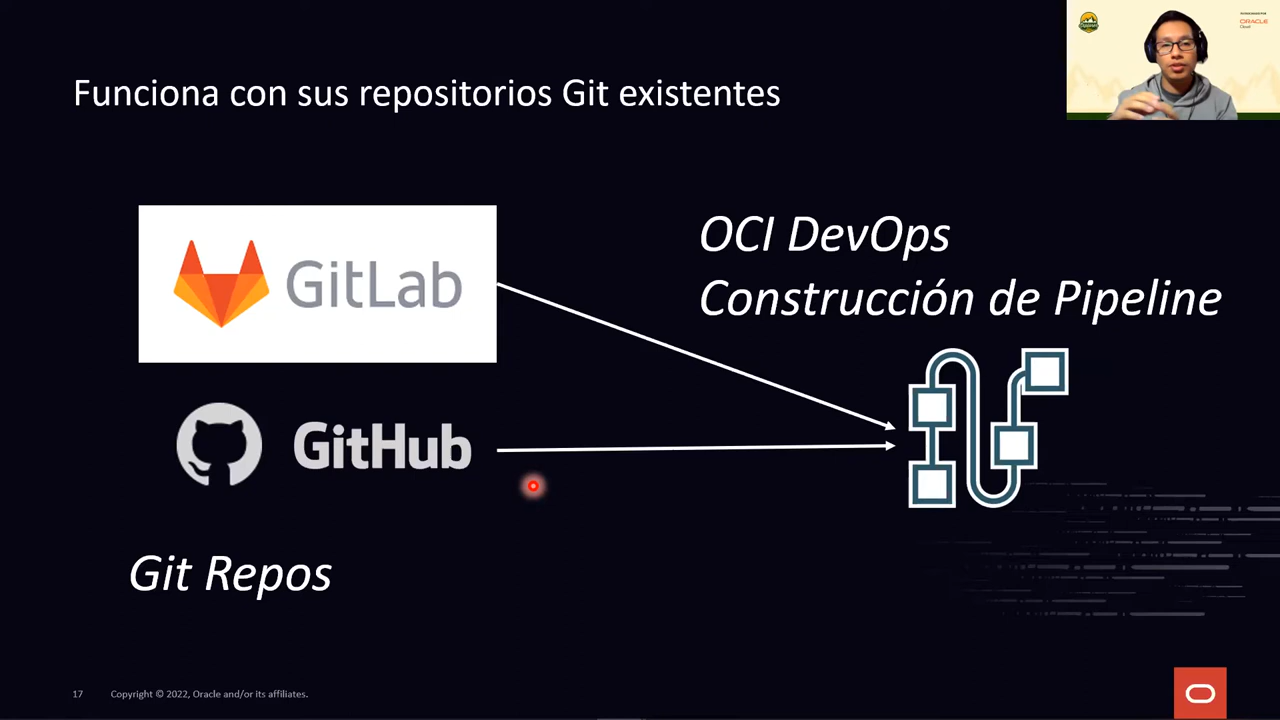 Funciona con sus repositorios Git existentes
ORACLE
Cloud
GitLab
OCI DevOps
Construcción de Pipeline
GitHub
Git Repos
17 Copyright © 2022, Oracle and/or its affiliates.